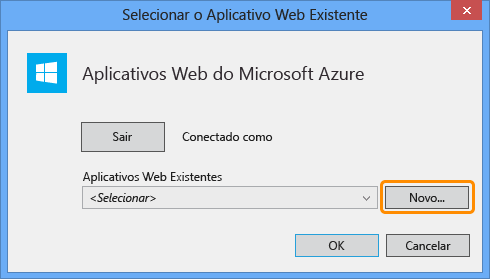 Selecionar o Aplicativo Web Existente
Aplicativos Web do Microsoft Azure
Sair Conectado como
Aplicativos Web Existentes
<Selecionar> Novo...
OK Cancelar